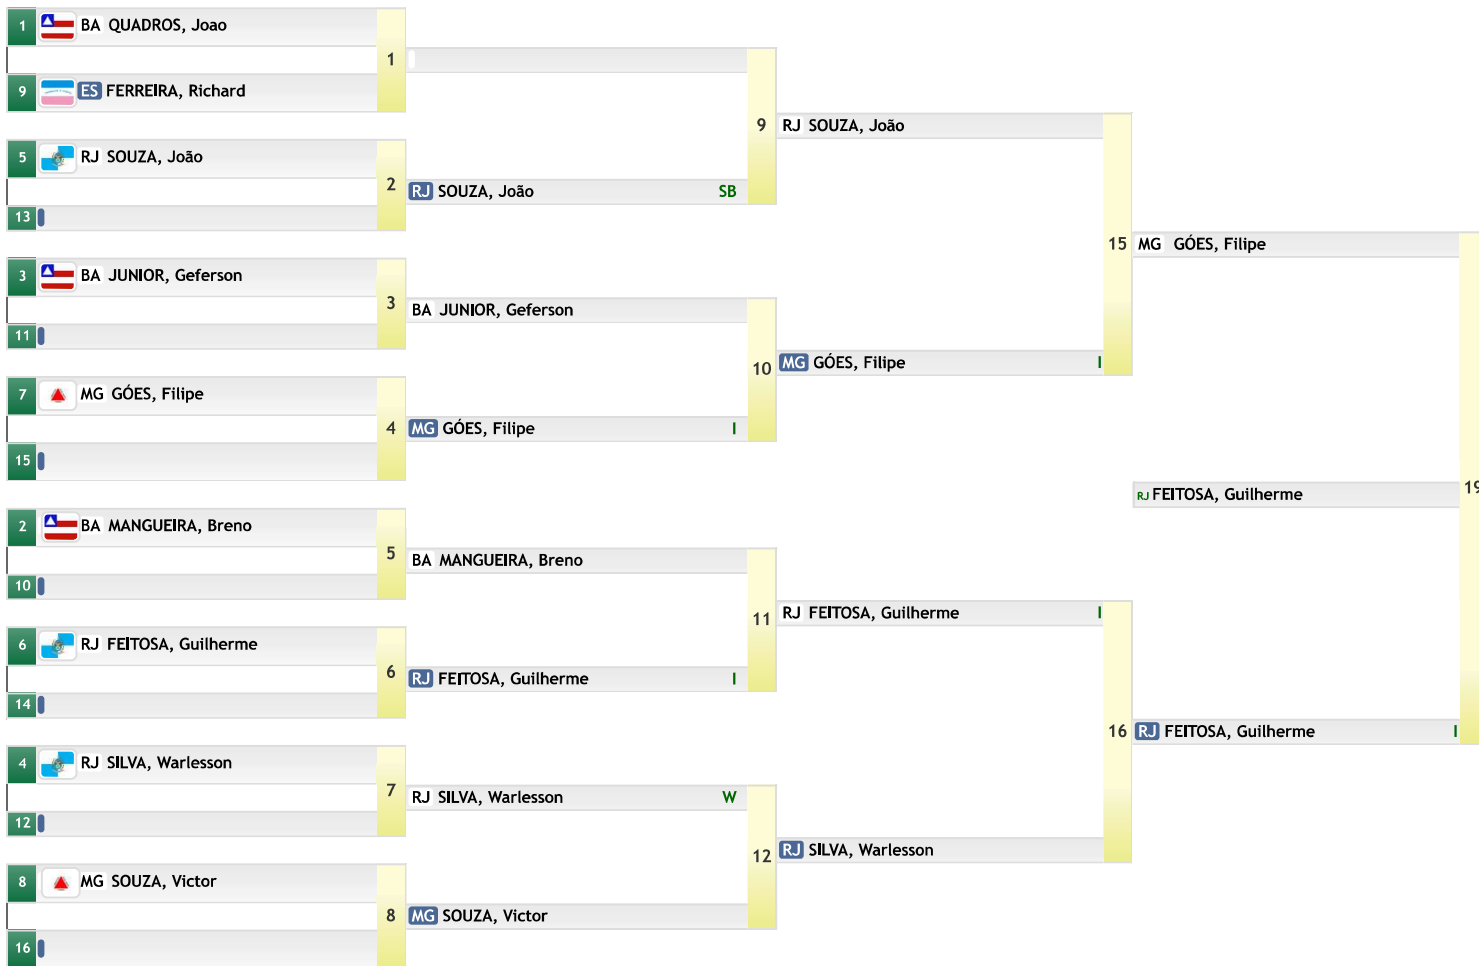 1 BA QUADROS, Joao
1
9 ES FERREIRA, Richard
9 RJ SOUZA, João
5 RJ SOUZA, João
2 RJ SOUZA, João SB
13
15 MG GÓES, Filipe
3 BA JUNIOR, Geferson
3 BA JUNIOR, Geferson
11
10 MG GÓES, Filipe I
7 MG GÓES, Filipe
4 MG GÓES, Filipe I
15
RJ FEITOSA, Guilherme 19
2 BA MANGUEIRA, Breno
5 BA MANGUEIRA, Breno
10
11 RJ FEITOSA, Guilherme I
6 RJ FEITOSA, Guilherme
6 RJ FEITOSA, Guilherme I
14
16 RJ FEITOSA, Guilherme I
4 RJ SILVA, Warlesson
7 RJ SILVA, Warlesson W
12
12 RJ SILVA, Warlesson
8 MG SOUZA, Victor
8 MG SOUZA, Victor
16